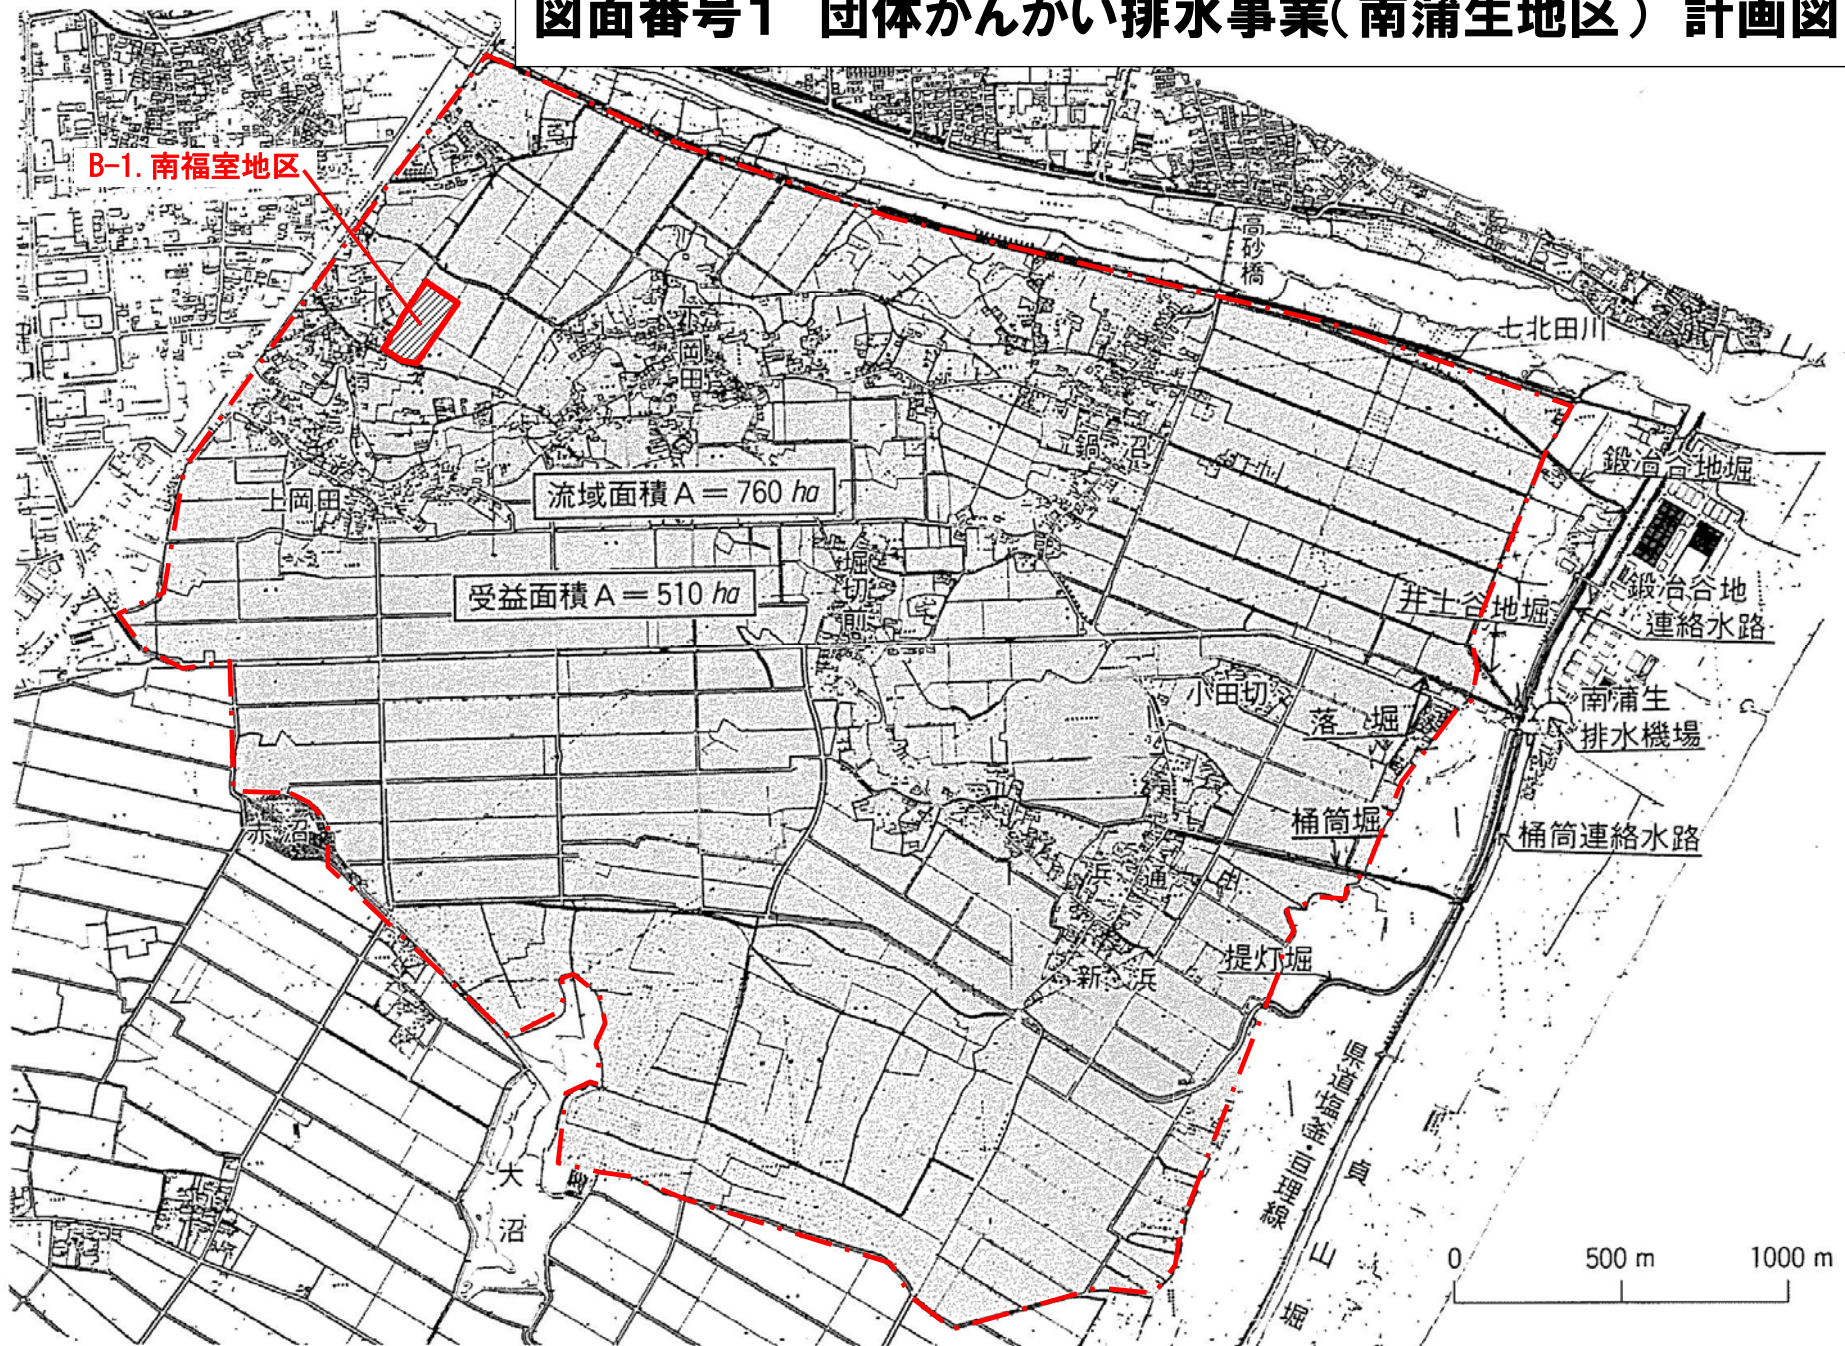 図面番号1 団体かんかい排水事業(南蒲生地区) 計画図
B-1. 南福室地区
高砂橋
七北田川
岡田
鍋沼
鍛冶谷地堀
上岡田
流域面積 A = 760 ha
受益面積 A = 510 ha
堀切前
井土谷地堀
鍛冶谷地
連絡水路
小田切
落堀
南蒲生
排水機場
赤沼
桶筒堀
桶筒連絡水路
浜通
新浜
提灯堀
県道塩釜・亘理線
大沼
貞山堀
0 500 m 1000 m